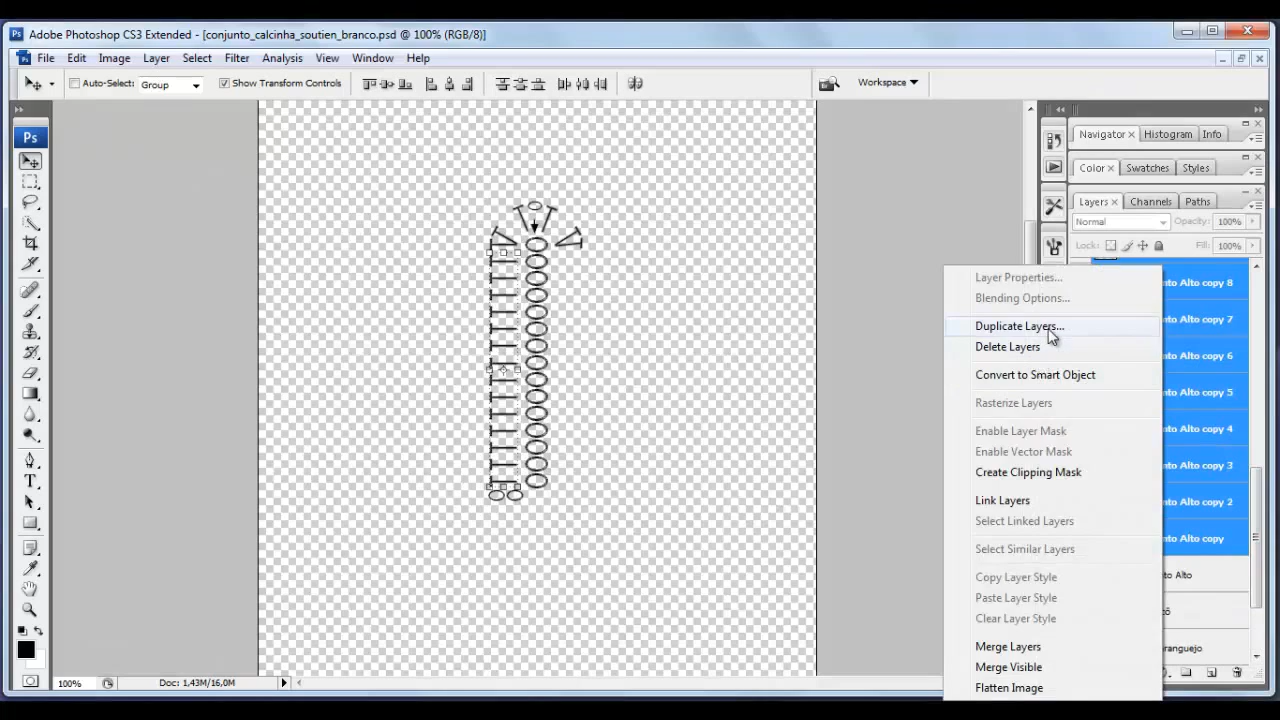 Adobe Photoshop CS3 Extended - [conjunto_calcinha_soutien_branco.psd @ 100% (RGB/8)]
File Edit Image Layer Select Filter Analysis View Window Help
Auto-Select: Group Show Transform Controls Workspace
Ps
Navigator Histogram Info
Color Swatches Styles
Layers Channels Paths
Normal Opacity: 100%
Lock: Fill: 100%
Layer Properties...
Blending Options...
Duplicate Layers...
Delete Layers
Convert to Smart Object
Rasterize Layers
Enable Layer Mask
Enable Vector Mask
Create Clipping Mask
Link Layers
Select Linked Layers
Select Similar Layers
Copy Layer Style
Paste Layer Style
Clear Layer Style
Merge Layers
Merge Visible
Flatten Image
nto Alto copy 8
nto Alto copy 7
nto Alto copy 6
nto Alto copy 5
nto Alto copy 4
nto Alto copy 3
nto Alto copy 2
nto Alto copy
nto Alto
ranguejo
100% Doc: 1,43M/16,0M